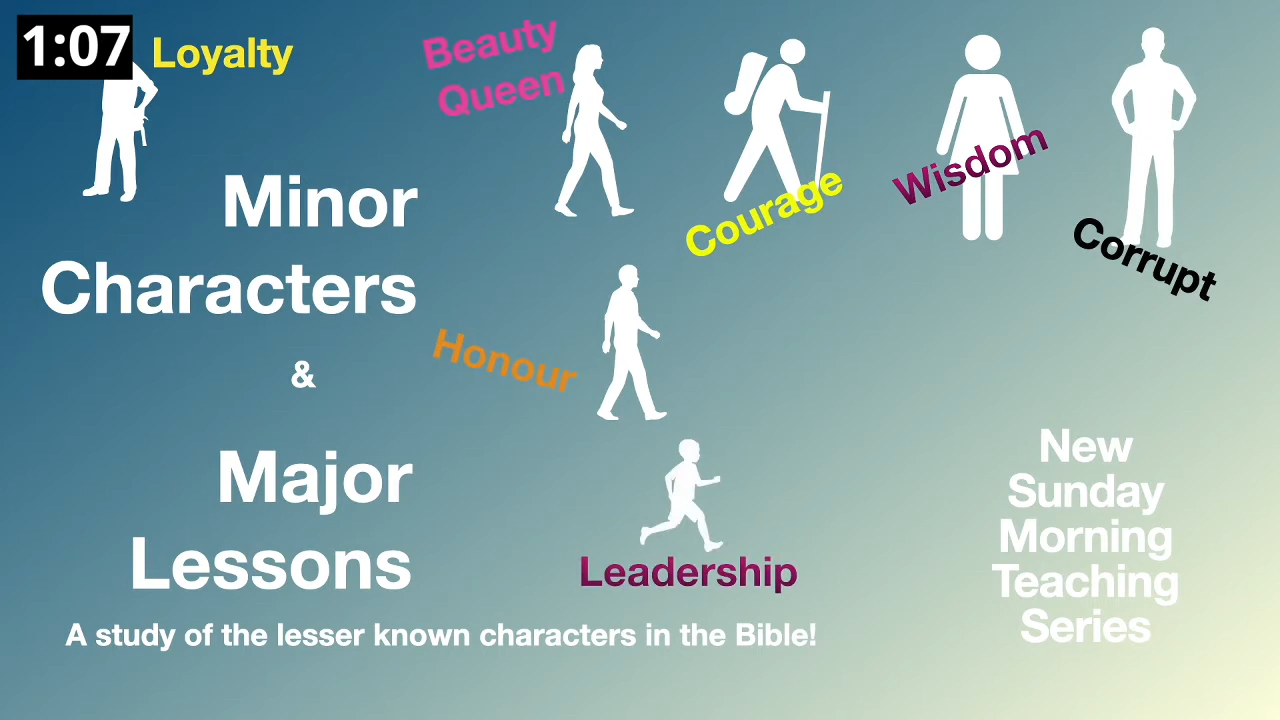 1:07
Loyalty
Beauty
Queen
Courage
Wisdom
Corrupt
Minor
Characters
&
Major
Lessons
Honour
Leadership
A study of the lesser known characters in the Bible!
New
Sunday
Morning
Teaching
Series